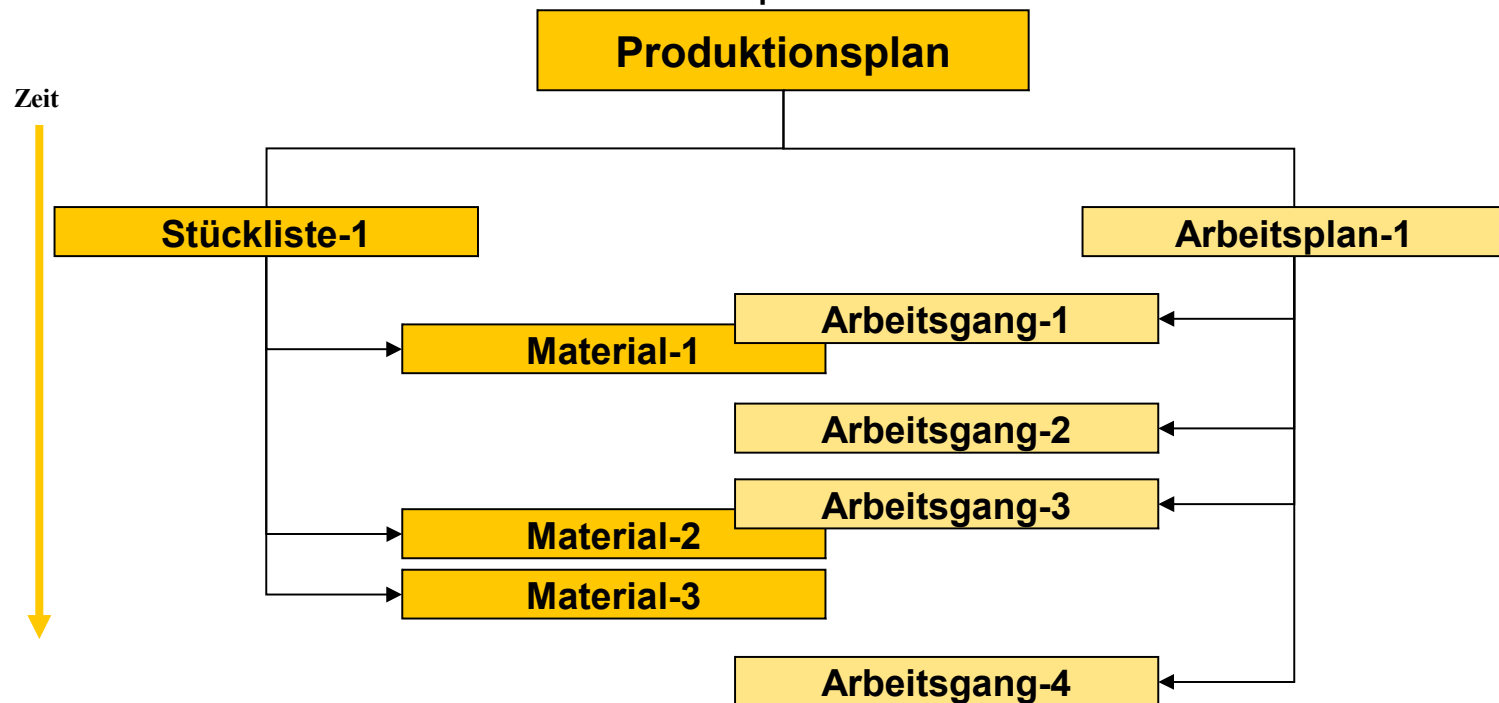 Produktionsplan
Zeit
Stückliste-1
Arbeitsplan-1
Arbeitsgang-1
Material-1
Arbeitsgang-2
Arbeitsgang-3
Material-2
Material-3
Arbeitsgang-4